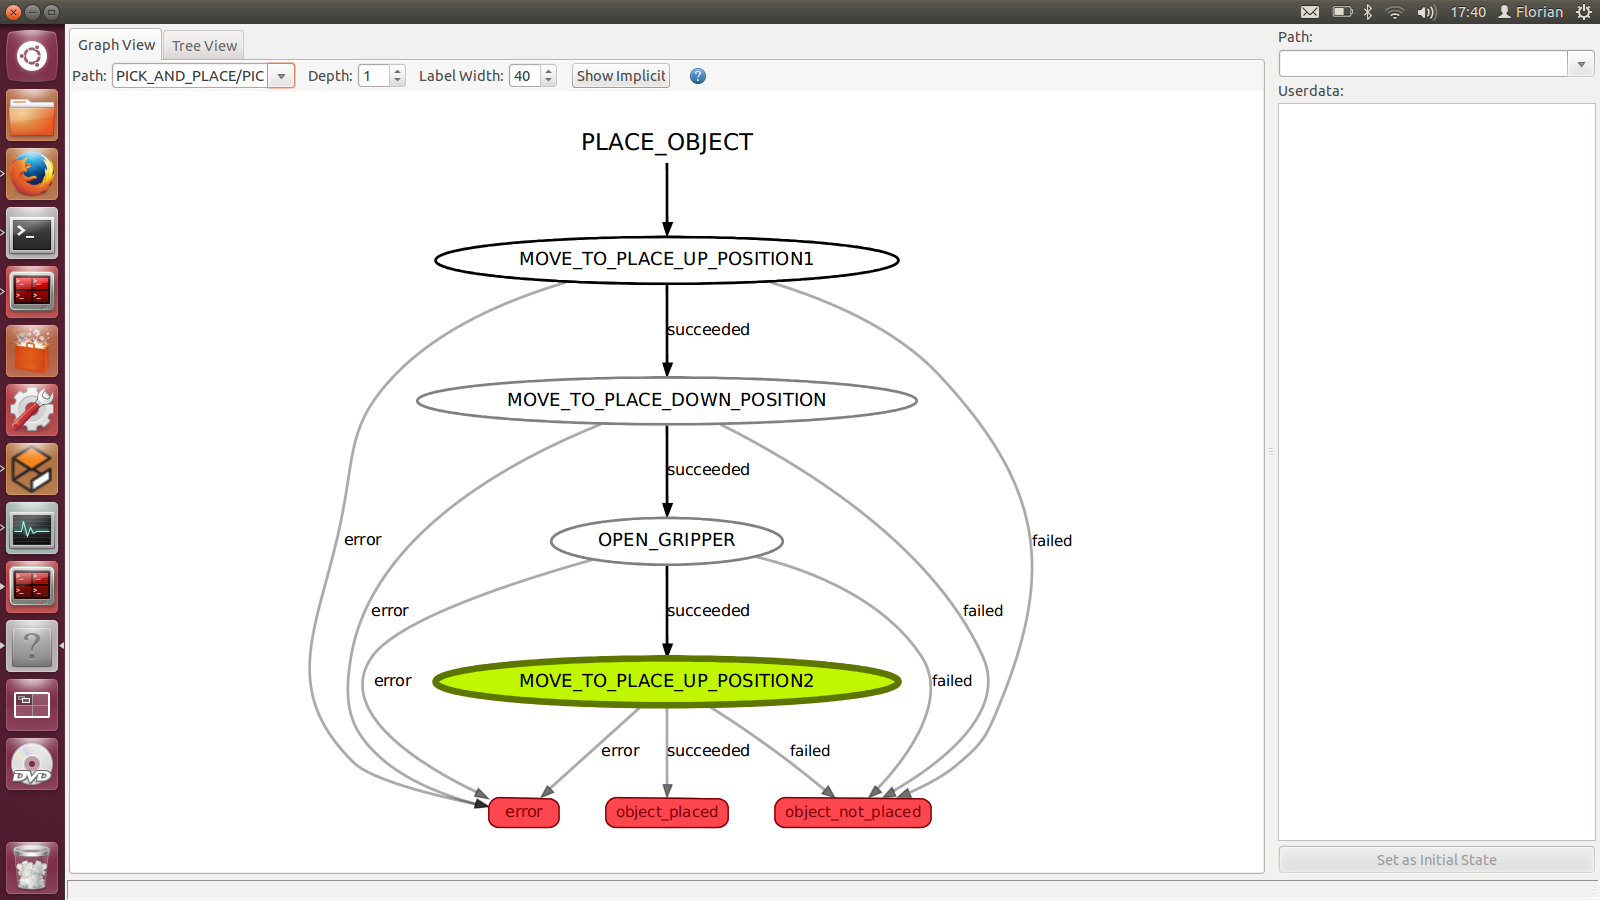 17:40 Florian
Graph View Tree View
Path: PICK_AND_PLACE/PIC Depth: 1 Label Width: 40 Show Implicit ?
Path:
Userdata:
PLACE_OBJECT
MOVE_TO_PLACE_UP_POSITION1
succeeded
MOVE_TO_PLACE_DOWN_POSITION
succeeded
error
OPEN_GRIPPER
failed
error
succeeded
failed
error
MOVE_TO_PLACE_UP_POSITION2
failed
error
succeeded
failed
error
object_placed
object_not_placed
Set as Initial State
DVD